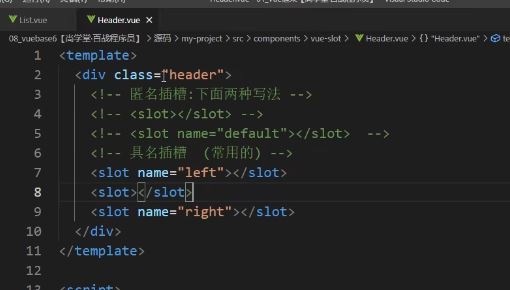 List.vue Header.vue ×
08_vuebase6【尚学堂·百战程序员】 > 源码 > my-project > src > components > vue-slot > Header.vue > {} "Header.vue" >
1 <template>
2 <div class="header">
3 <!-- 匿名插槽:下面两种写法 -->
4 <!-- <slot></slot> -->
5 <!-- <slot name="default"></slot>  -->
6 <!-- 具名插槽 (常用的) -->
7 <slot name="left"></slot>
8 <slot></slot>
9 <slot name="right"></slot>
10 </div>
11 </template>
12
13 <script>